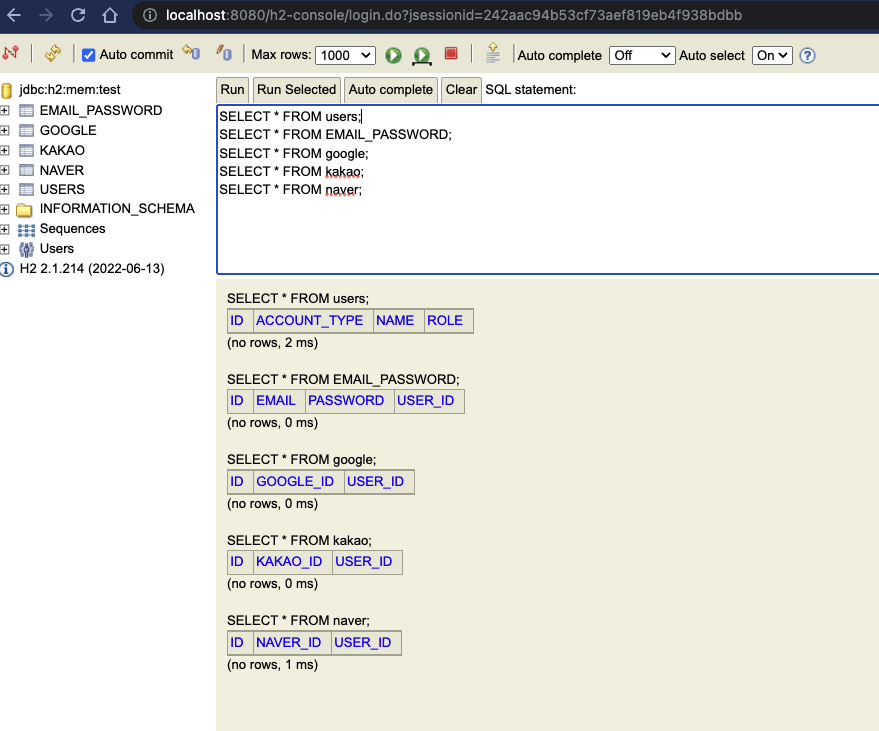 localhost:8080/h2-console/login.do?jsessionid=242aac94b53cf73aef819eb4f938bdbb
Auto commit Max rows: 1000 Auto complete Off Auto select On
jdbc:h2:mem:test
EMAIL_PASSWORD
GOOGLE
KAKAO
NAVER
USERS
INFORMATION_SCHEMA
Sequences
Users
H2 2.1.214 (2022-06-13)
Run Run Selected Auto complete Clear SQL statement:
SELECT * FROM users;
SELECT * FROM EMAIL_PASSWORD;
SELECT * FROM google;
SELECT * FROM kakao;
SELECT * FROM naver;
SELECT * FROM users;
ID ACCOUNT_TYPE NAME ROLE
(no rows, 2 ms)
SELECT * FROM EMAIL_PASSWORD;
ID EMAIL PASSWORD USER_ID
(no rows, 0 ms)
SELECT * FROM google;
ID GOOGLE_ID USER_ID
(no rows, 0 ms)
SELECT * FROM kakao;
ID KAKAO_ID USER_ID
(no rows, 0 ms)
SELECT * FROM naver;
ID NAVER_ID USER_ID
(no rows, 1 ms)